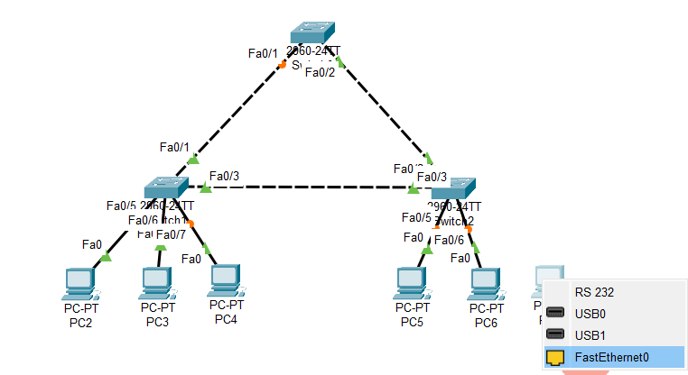 Fa0/1
2960-24TT
Fa0/2
Fa0/1
Fa0/3
Fa0/3
Fa0/5
2960-24TT
Fa0/6
Fa0/7
Fa0
Fa0
2960-24TT
Switch2
Fa0/5
Fa0/6
Fa0
Fa0
PC-PT
PC2
PC-PT
PC3
PC-PT
PC4
PC-PT
PC5
PC-PT
PC6
RS 232
USB0
USB1
FastEthernet0